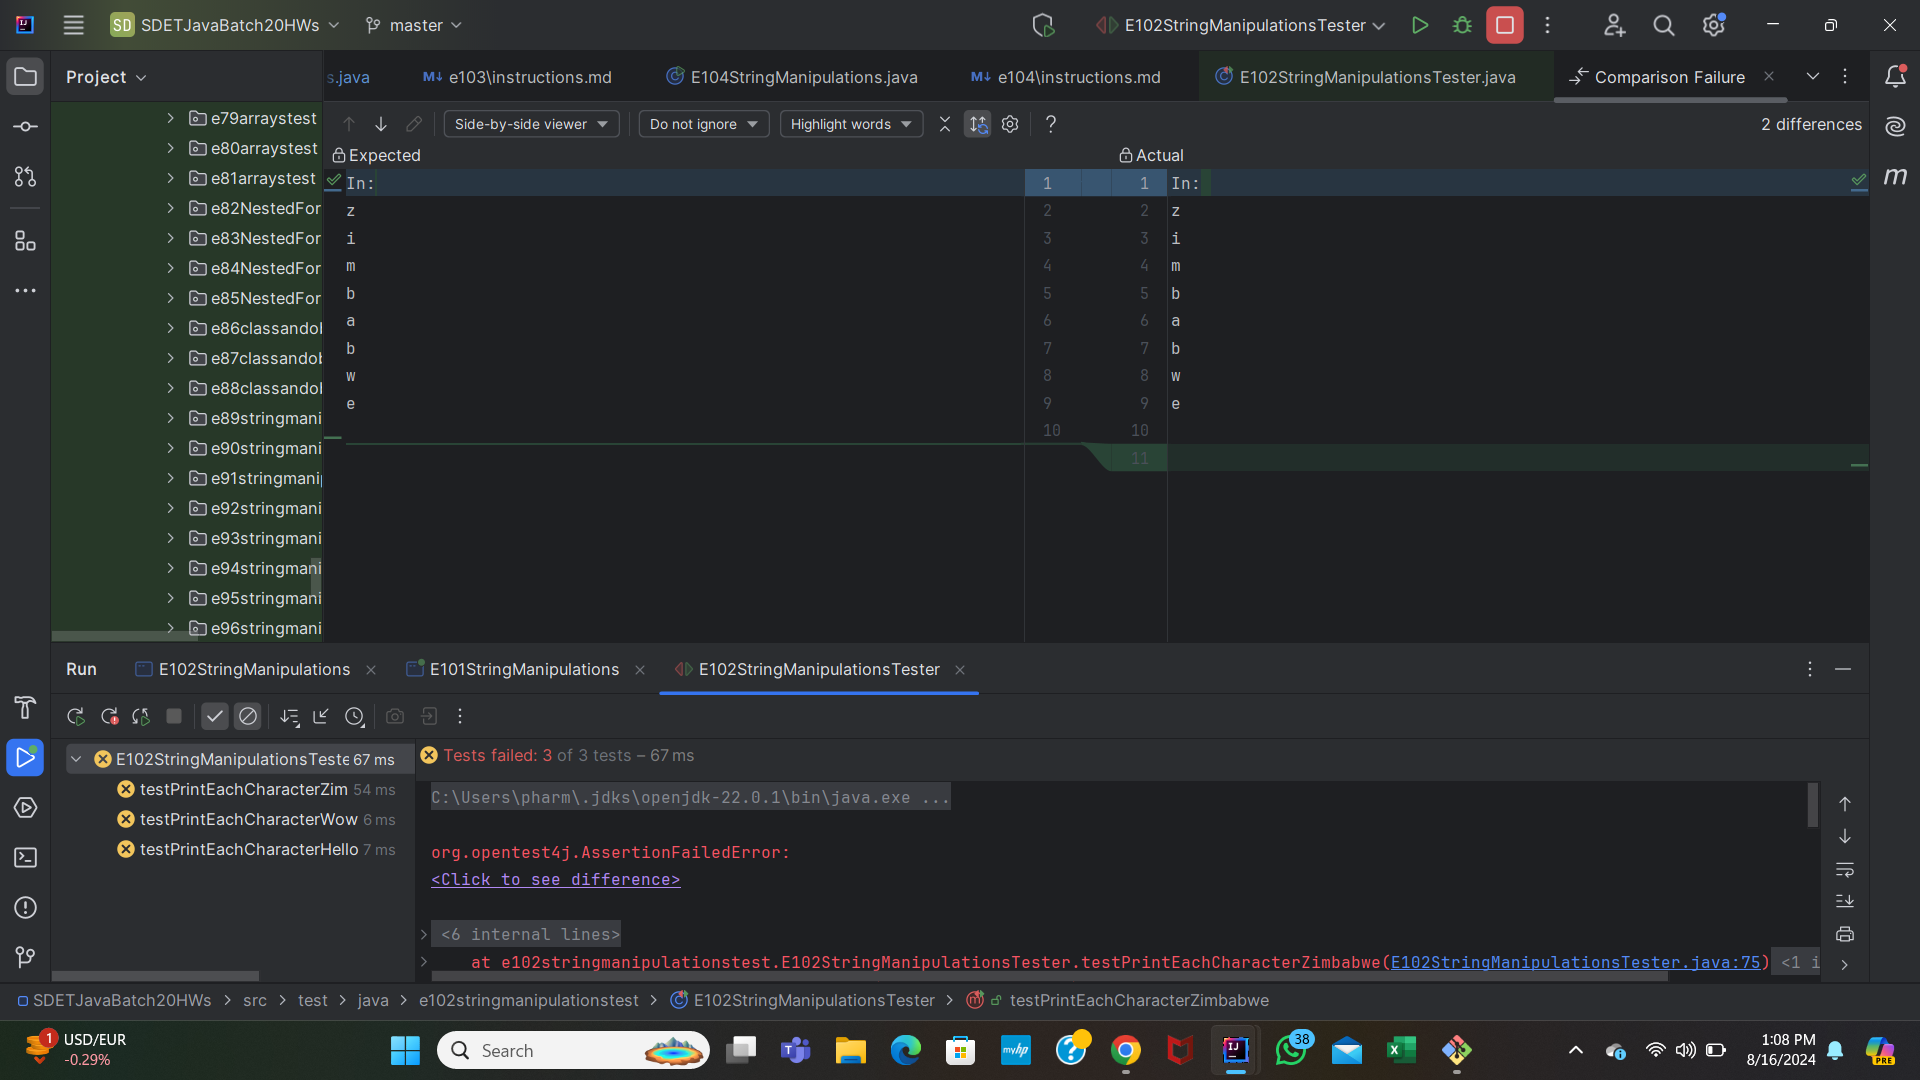 SD SDETJavaBatch20HWs master E102StringManipulationsTester
Project s.java e103\instructions.md E104StringManipulations.java e104\instructions.md E102StringManipulationsTester.java Comparison Failure
Side-by-side viewer Do not ignore Highlight words ? 2 differences
Expected Actual
e79arraystest
e80arraystest
e81arraystest
e82NestedFor
e83NestedFor
e84NestedFor
e85NestedFor
e86classandol
e87classandob
e88classandol
e89stringmani
e90stringmani
e91stringmanip
e92stringmani
e93stringmani
e94stringmani
e95stringmani
e96stringmani
In: 1 1 In:
z 2 2 z
i 3 3 i
m 4 4 m
b 5 5 b
a 6 6 a
b 7 7 b
w 8 8 w
e 9 9 e
10 10
11
Run E102StringManipulations E101StringManipulations E102StringManipulationsTester
E102StringManipulationsTeste 67 ms
testPrintEachCharacterZim 54 ms
testPrintEachCharacterWow 6 ms
testPrintEachCharacterHello 7 ms
Tests failed: 3 of 3 tests – 67 ms
C:\Users\pharm\.jdks\openjdk-22.0.1\bin\java.exe ...
org.opentest4j.AssertionFailedError:
<Click to see difference>
<6 internal lines>
at e102stringmanipulationstest.E102StringManipulationsTester.testPrintEachCharacterZimbabwe(E102StringManipulationsTester.java:75) <1 i
SDETJavaBatch20HWs > src > test > java > e102stringmanipulationstest > E102StringManipulationsTester > testPrintEachCharacterZimbabwe
1 USD/EUR
-0.29%
Search
myhp
38
PRE
1:08 PM
8/16/2024